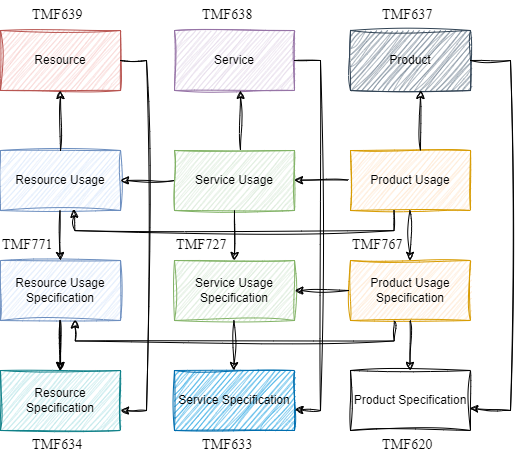 TMF639 TMF638 TMF637
Resource Service Product
Resource Usage Service Usage Product Usage
TMF771 TMF727 TMF767
Resource Usage Service Usage Product Usage
Specification Specification Specification
Resource
Specification Service Specification Product Specification
TMF634 TMF633 TMF620